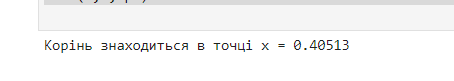 Корінь знаходиться в точці x = 0.40513